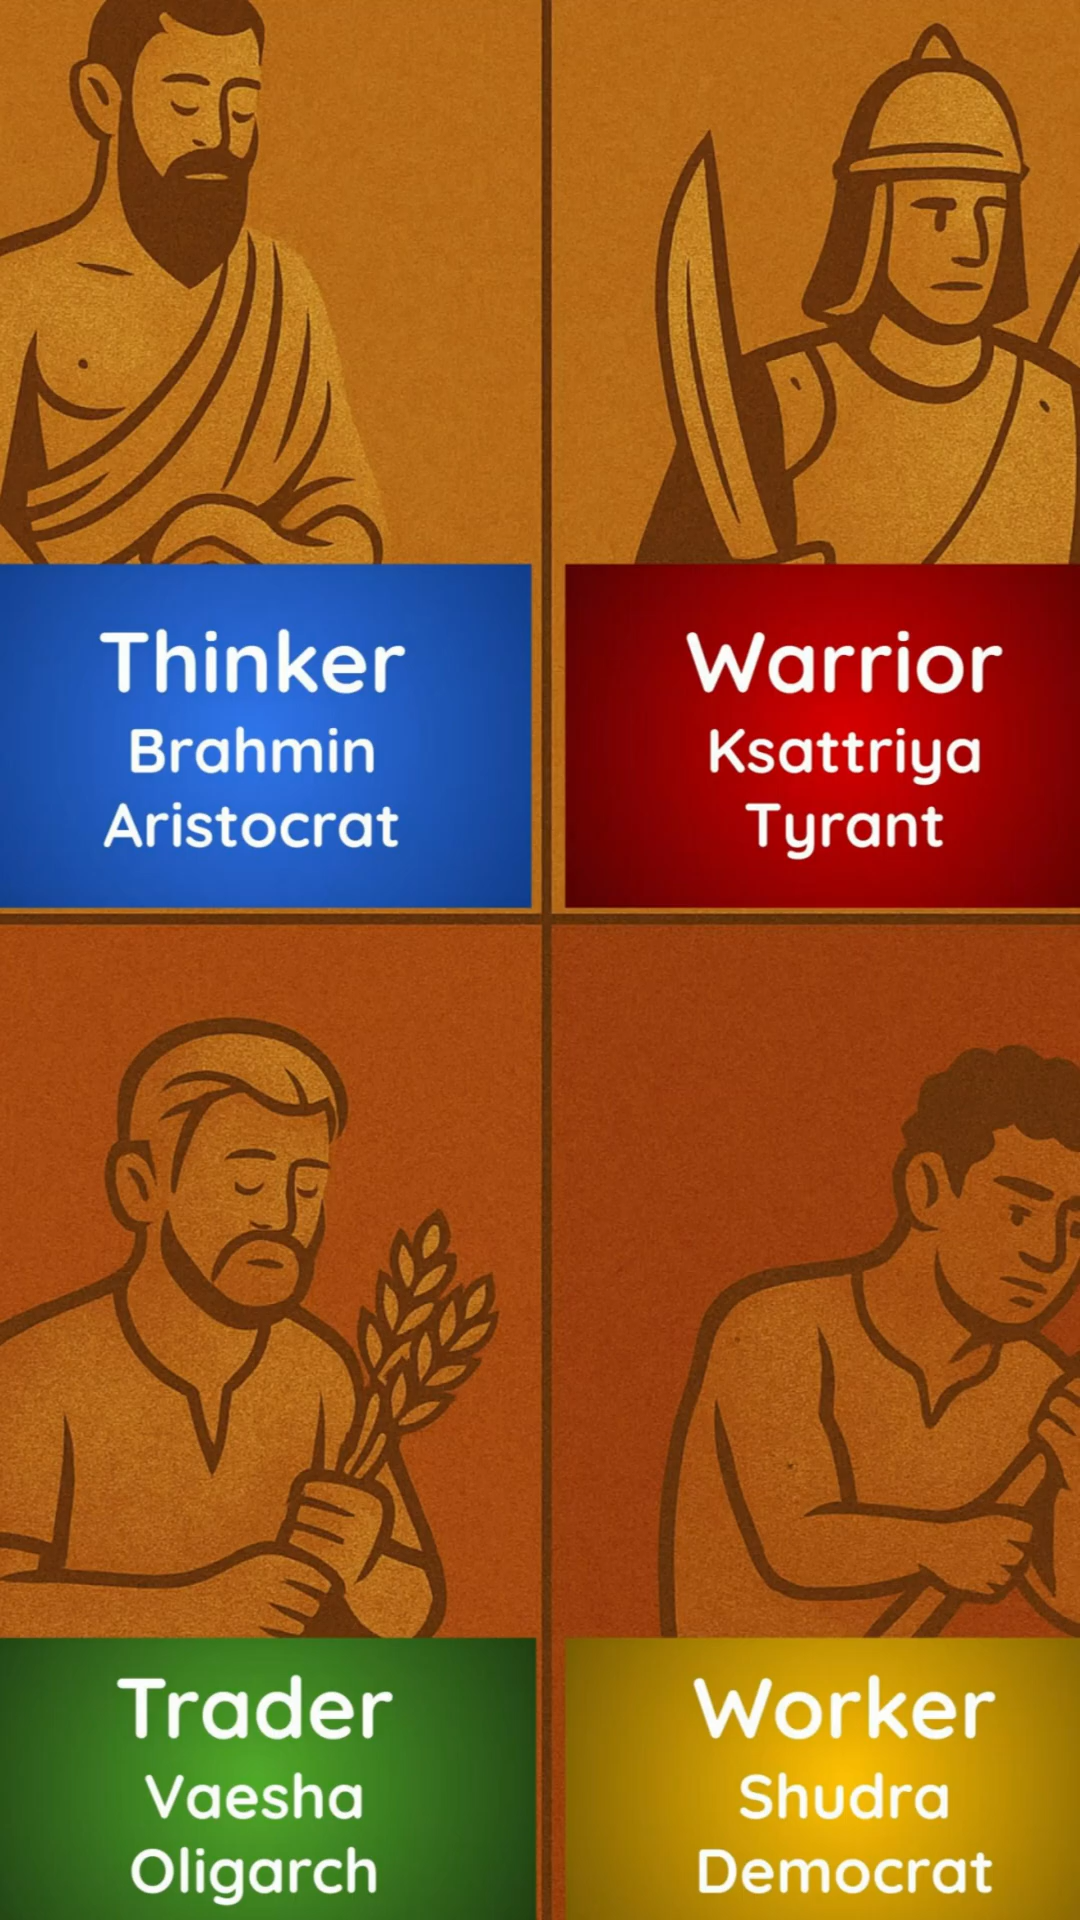 Thinker
Brahmin
Aristocrat
Warrior
Ksattriya
Tyrant
Trader
Vaesha
Oligarch
Worker
Shudra
Democrat